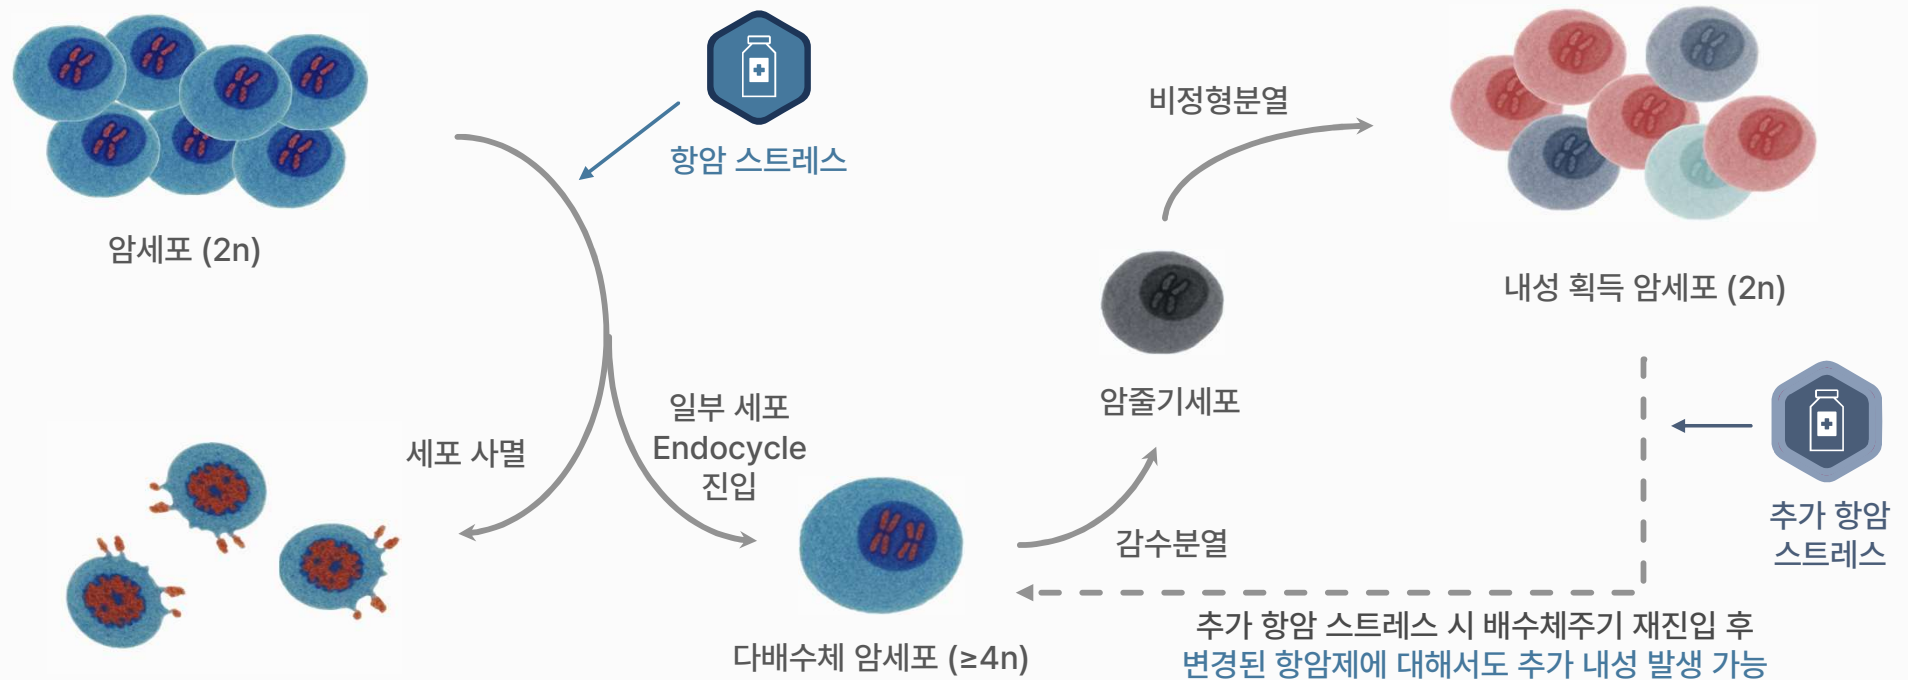 항암 스트레스
암세포 (2n)
세포 사멸
일부 세포
Endocycle
진입
다배수체 암세포 (≥4n)
감수분열
암줄기세포
비정형분열
내성 획득 암세포 (2n)
추가 항암
스트레스
추가 항암 스트레스 시 배수체주기 재진입 후
변경된 항암제에 대해서도 추가 내성 발생 가능